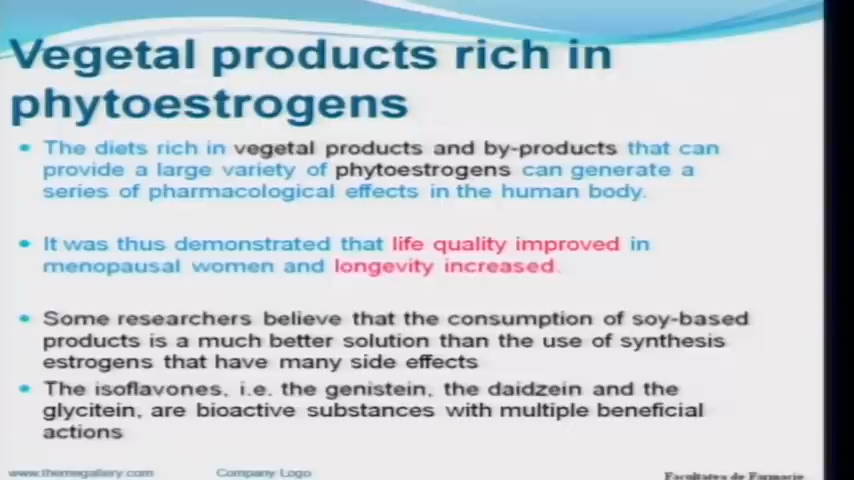 Vegetal products rich in
phytoestrogens
• The diets rich in vegetal products and by-products that can
provide a large variety of phytoestrogens can generate a
series of pharmacological effects in the human body.
• It was thus demonstrated that life quality improved in
menopausal women and longevity increased.
• Some researchers believe that the consumption of soy-based
products is a much better solution than the use of synthesis
estrogens that have many side effects
• The isoflavones, i.e. the genistein, the daidzein and the
glycitein, are bioactive substances with multiple beneficial
actions
www.themegallery.com Company Logo Facultatea de Farmacie